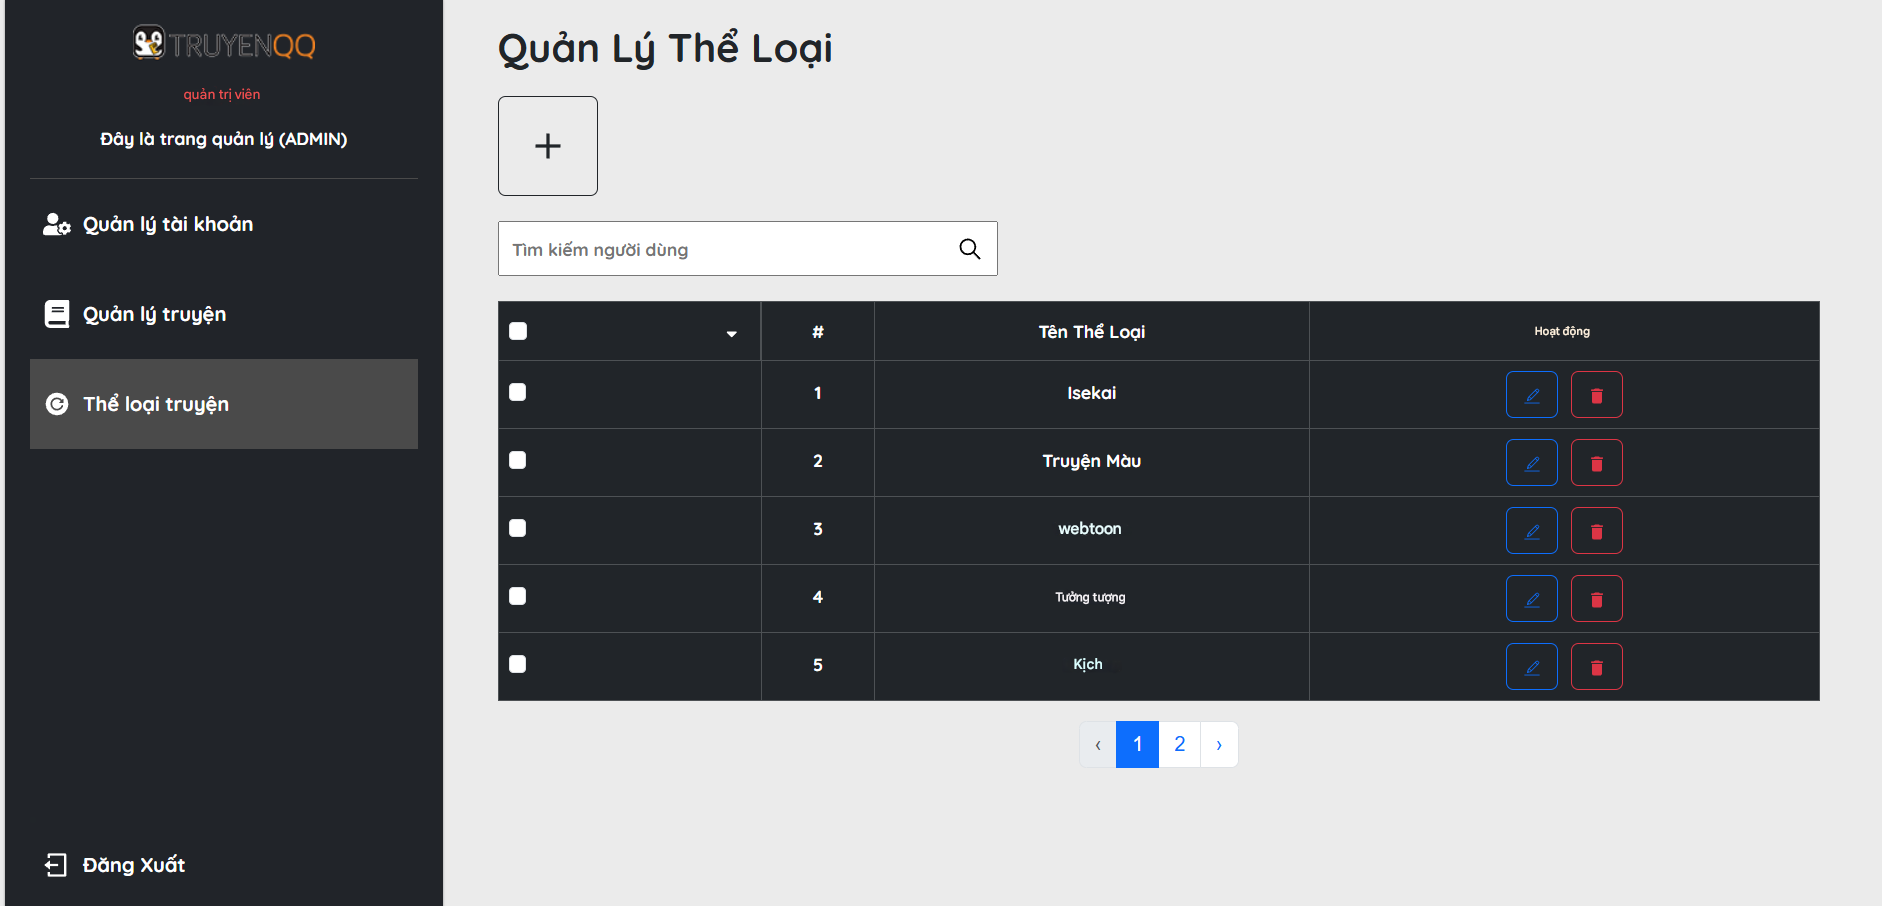 TRUYENQQ
quản trị viên
Đây là trang quản lý (ADMIN)
Quản lý tài khoản
Quản lý truyện
Thể loại truyện
Đăng Xuất
Quản Lý Thể Loại
+
Tìm kiếm người dùng
# Tên Thể Loại Hoạt động
1 Isekai
2 Truyện Màu
3 webtoon
4 Tưởng tượng
5 Kịch
‹ 1 2 ›